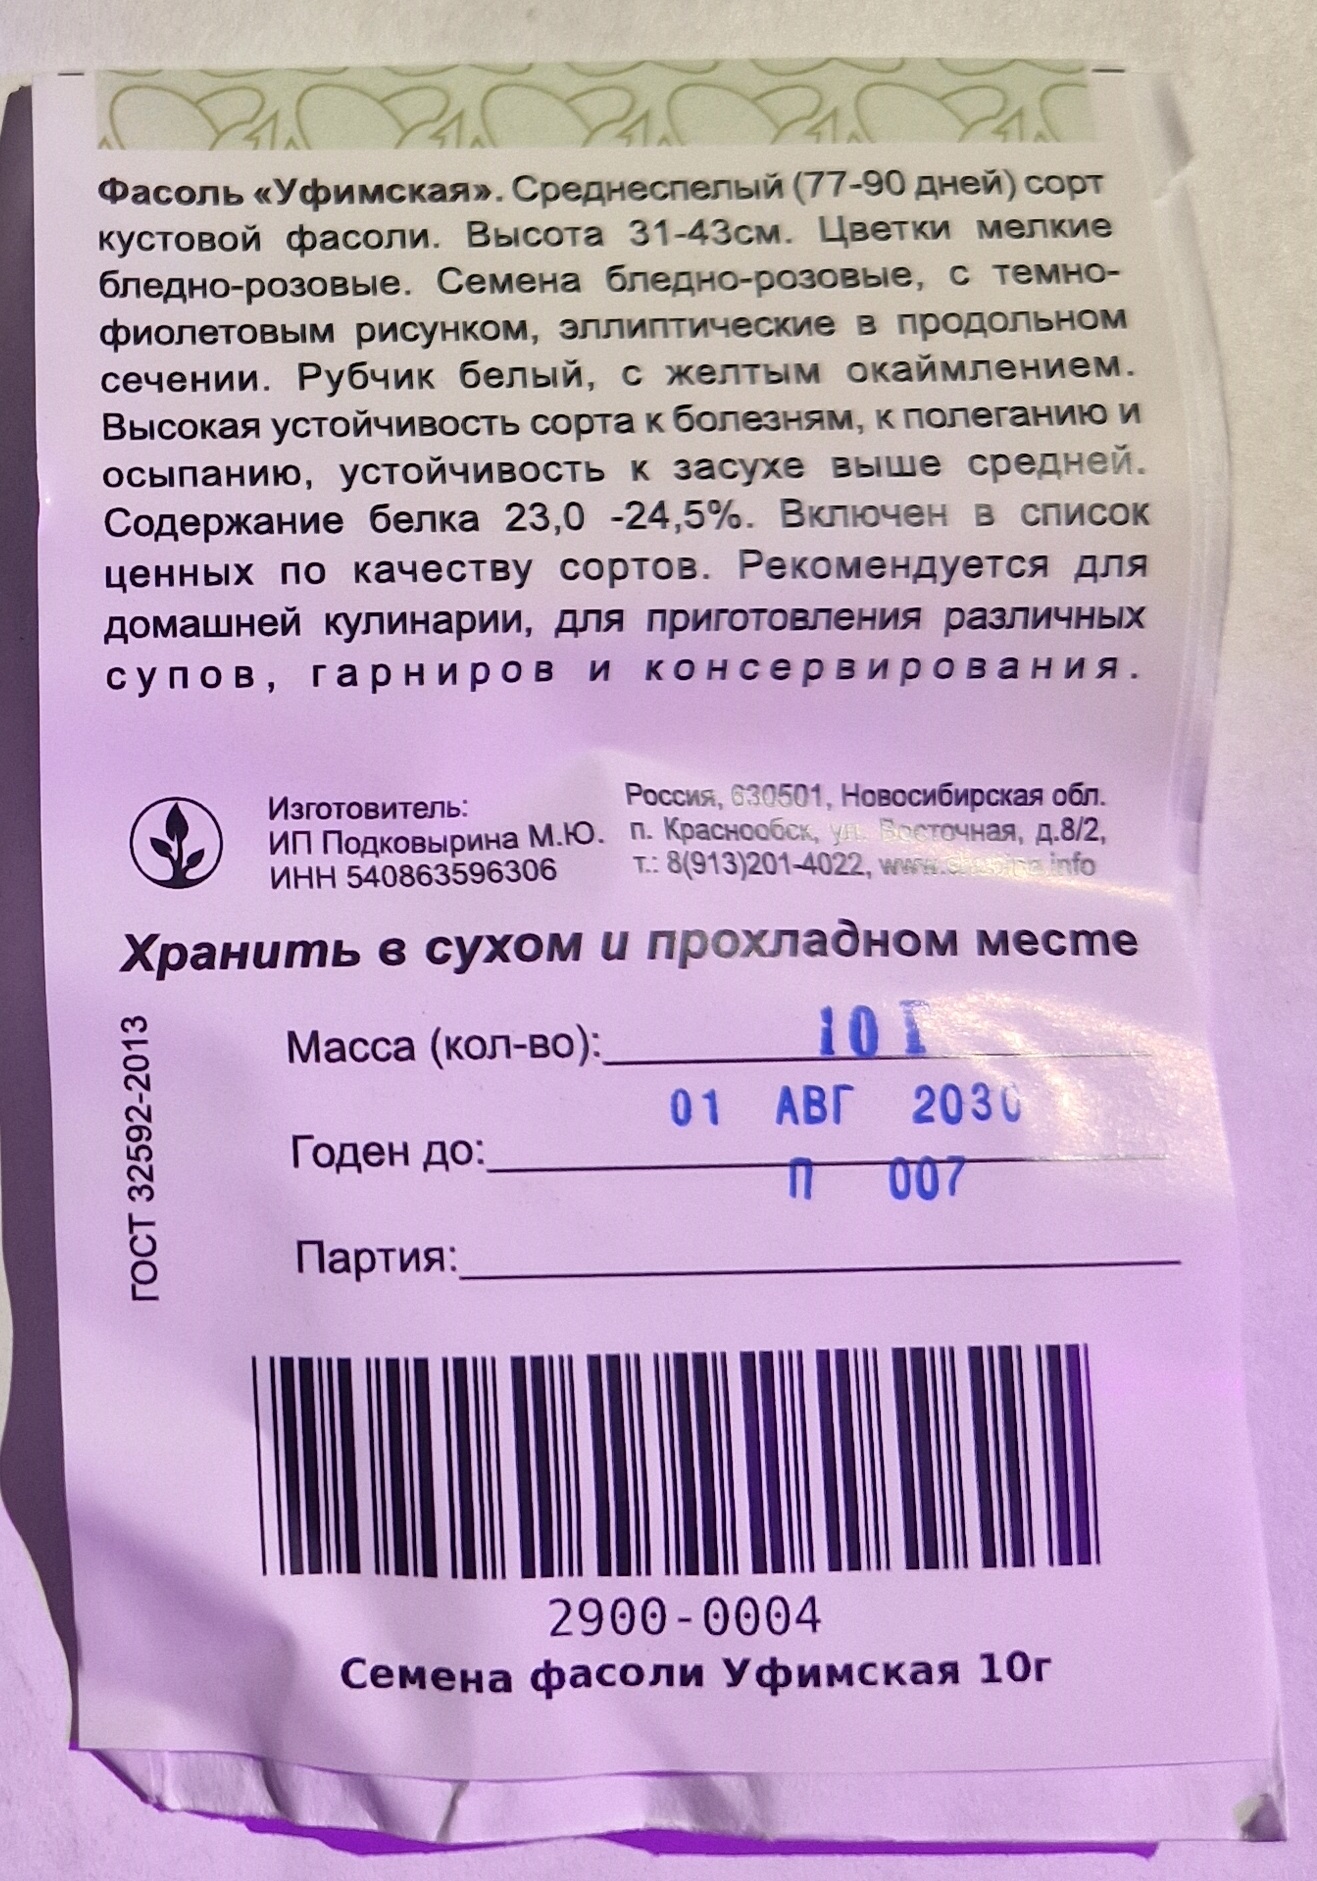 Фасоль «Уфимская». Среднеспелый (77-90 дней) сорт
кустовой фасоли. Высота 31-43см. Цветки мелкие
бледно-розовые. Семена бледно-розовые, с темно-
фиолетовым рисунком, эллиптические в продольном
сечении. Рубчик белый, с желтым окаймлением.
Высокая устойчивость сорта к болезням, к полеганию и
осыпанию, устойчивость к засухе выше средней.
Содержание белка 23,0 -24,5%. Включен в список
ценных по качеству сортов. Рекомендуется для
домашней кулинарии, для приготовления различных
супов, гарниров и консервирования.
Изготовитель:
ИП Подковырина М.Ю.
ИНН 540863596306
Россия, 630501, Новосибирская обл.
п. Краснообск, ул. Восточная, д.8/2,
т.: 8(913)201-4022,
Хранить в сухом и прохладном месте
ГОСТ 32592-2013
Масса (кол-во): 10 Г
Годен до: 01 АВГ 2030
Партия: П 007
2900-0004
Семена фасоли Уфимская 10г